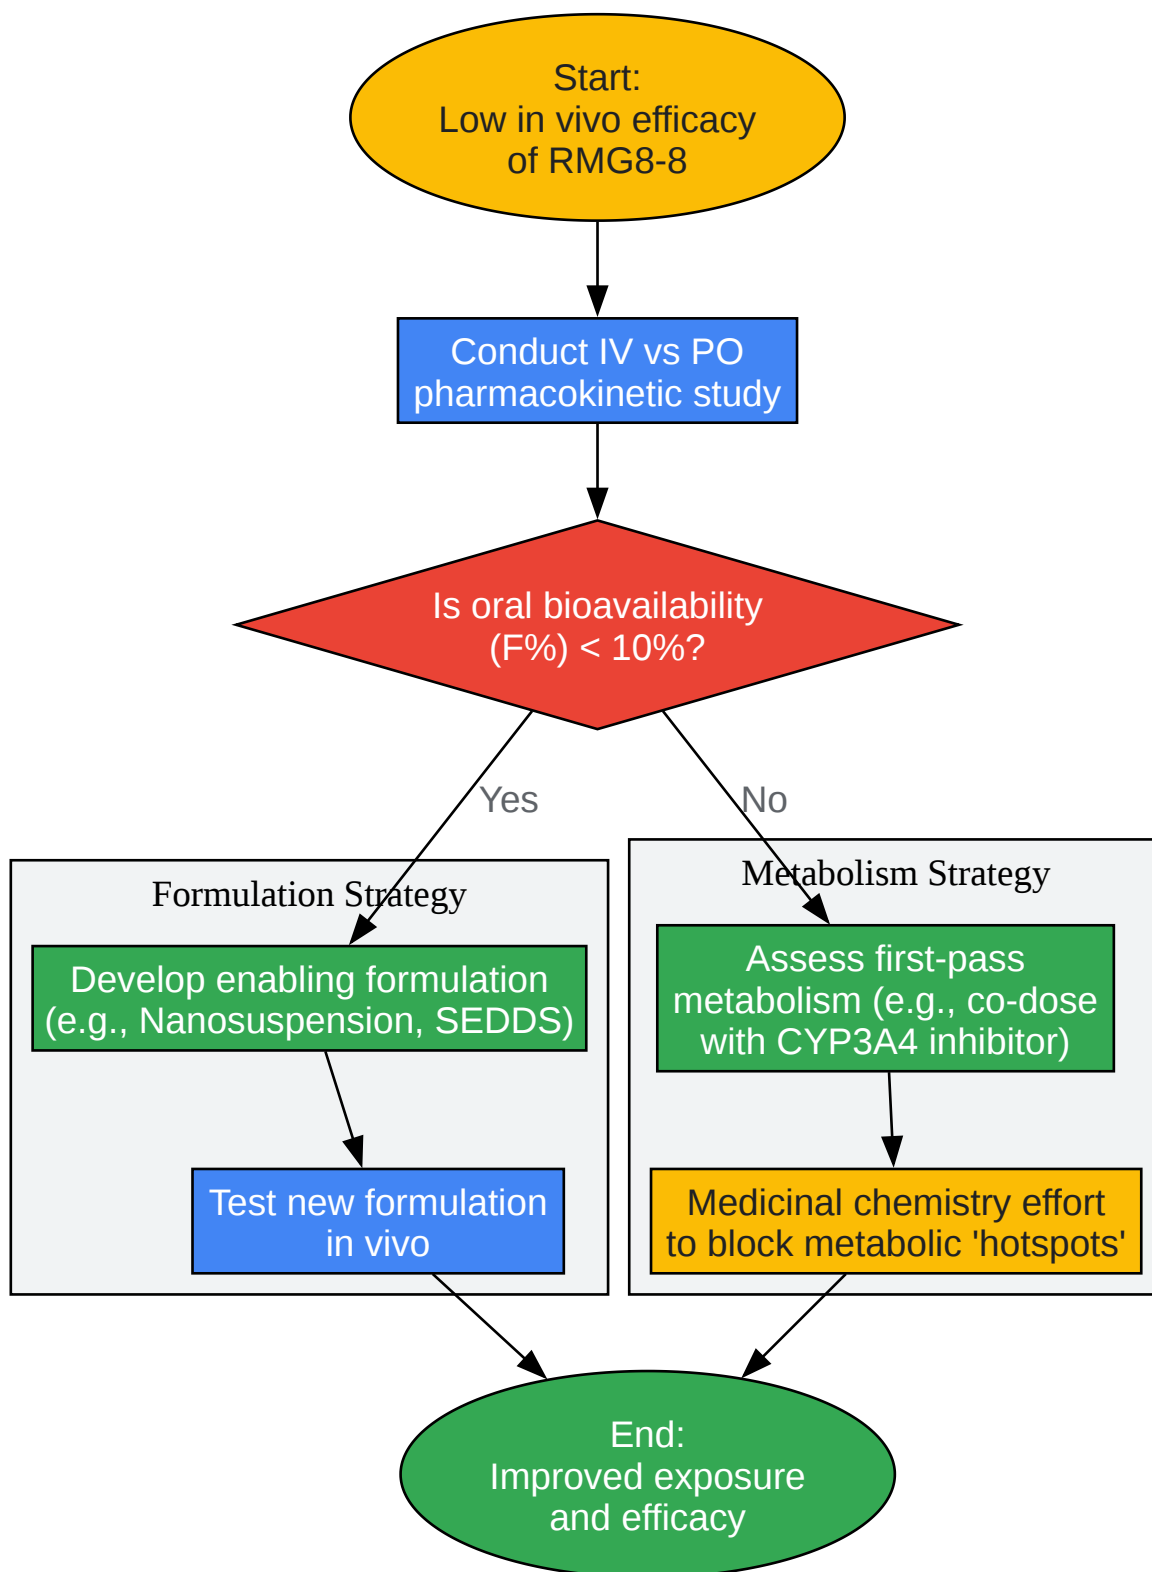 Start:
Low in vivo efficacy
of RMG8-8
Conduct IV vs PO
pharmacokinetic study
Is oral bioavailability
(F%) < 10%?
Yes
No
Formulation Strategy
Develop enabling formulation
(e.g., Nanosuspension, SEDDS)
Test new formulation
in vivo
Metabolism Strategy
Assess first-pass
metabolism (e.g., co-dose
with CYP3A4 inhibitor)
Medicinal chemistry effort
to block metabolic 'hotspots'
End:
Improved exposure
and efficacy